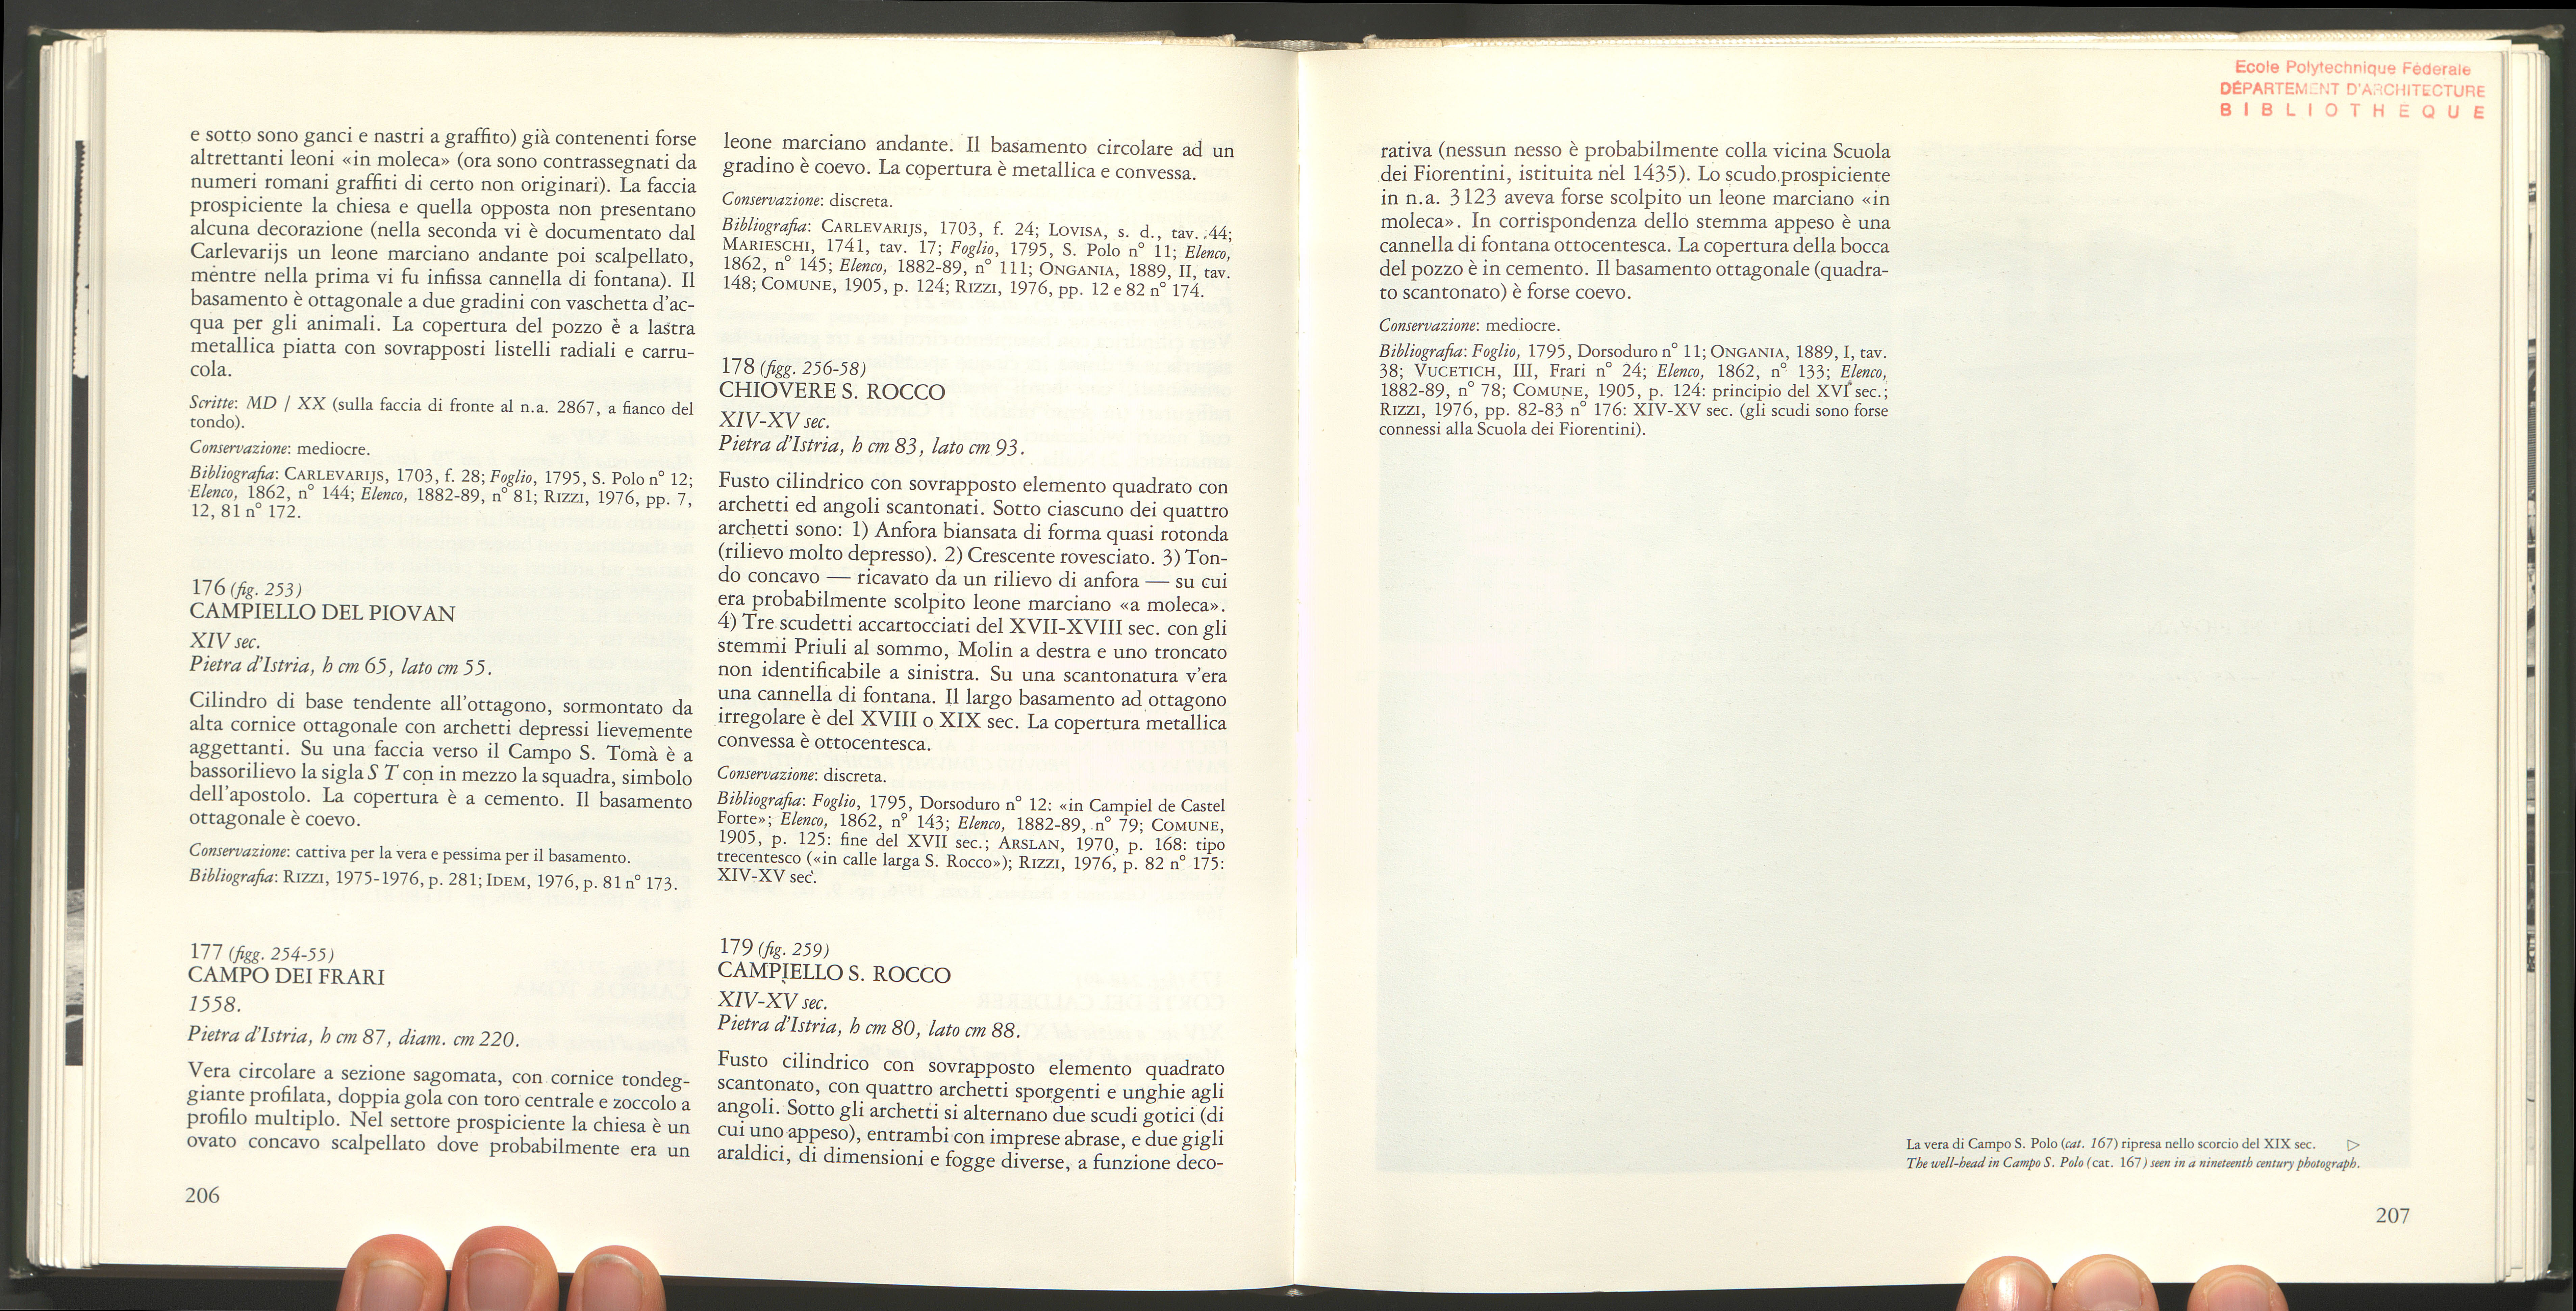 e sotto sono ganci e nastri a graffito) già contenenti forse
altrettanti leoni «in moleca» (ora sono contrassegnati da
numeri romani graffiti di certo non originari). La faccia
prospiciente la chiesa e quella opposta non presentano
alcuna decorazione (nella seconda vi è documentato dal
Carlevarijs un leone marciano andante poi scalpellato,
mentre nella prima vi fu infissa cannella di fontana). Il
basamento è ottagonale a due gradini con vaschetta d'ac-
qua per gli animali. La copertura del pozzo è a lastra
metallica piatta con sovrapposti listelli radiali e carru-
cola.
Scritte: MD / XX (sulla faccia di fronte al n.a. 2867, a fianco del
tondo).
Conservazione: mediocre.
Bibliografia: CARLEVARIJS, 1703, f. 28; Foglio, 1795, S. Polo n° 12;
Elenco, 1862, n° 144; Elenco, 1882-89, n° 81; RIZZI, 1976, pp. 7,
12, 81 n° 172.
176 (fig. 253)
CAMPIELLO DEL PIOVAN
XIV sec.
Pietra d'Istria, h cm 65, lato cm 55.
Cilindro di base tendente all'ottagono, sormontato da
alta cornice ottagonale con archetti depressi lievemente
aggettanti. Su una faccia verso il Campo S. Tomà è a
bassorilievo la sigla S T con in mezzo la squadra, simbolo
dell'apostolo. La copertura è a cemento. Il basamento
ottagonale è coevo.
Conservazione: cattiva per la vera e pessima per il basamento.
Bibliografia: RIZZI, 1975-1976, p. 281; IDEM, 1976, p. 81 n° 173.
177 (figg. 254-55)
CAMPO DEI FRARI
1558.
Pietra d'Istria, h cm 87, diam. cm 220.
Vera circolare a sezione sagomata, con cornice tondeg-
giante profilata, doppia gola con toro centrale e zoccolo a
profilo multiplo. Nel settore prospiciente la chiesa è un
ovato concavo scalpellato dove probabilmente era un
206
leone marciano andante. Il basamento circolare ad un
gradino è coevo. La copertura è metallica e convessa.
Conservazione: discreta.
Bibliografia: CARLEVARIJS, 1703, f. 24; LOVISA, s. d., tav. 44;
MARIESCHI, 1741, tav. 17; Foglio, 1795, S. Polo n° 11; Elenco,
1862, n° 145; Elenco, 1882-89, n° 111; ONGANIA, 1889, II, tav.
148; COMUNE, 1905, p. 124; RIZZI, 1976, pp. 12 e 82 n° 174.
178 (figg. 256-58)
CHIOVERE S. ROCCO
XIV-XV sec.
Pietra d'Istria, h cm 83, lato cm 93.
Fusto cilindrico con sovrapposto elemento quadrato con
archetti ed angoli scantonati. Sotto ciascuno dei quattro
archetti sono: 1) Anfora biansata di forma quasi rotonda
(rilievo molto depresso). 2) Crescente rovesciato. 3) Ton-
do concavo — ricavato da un rilievo di anfora — su cui
era probabilmente scolpito leone marciano «a moleca».
4) Tre scudetti accartocciati del XVII-XVIII sec. con gli
stemmi Priuli al sommo, Molin a destra e uno troncato
non identificabile a sinistra. Su una scantonatura v'era
una cannella di fontana. Il largo basamento ad ottagono
irregolare è del XVIII o XIX sec. La copertura metallica
convessa è ottocentesca.
Conservazione: discreta.
Bibliografia: Foglio, 1795, Dorsoduro n° 12: «in Campiel de Castel
Forte»; Elenco, 1862, n° 143; Elenco, 1882-89, n° 79; COMUNE,
1905, p. 125: fine del XVII sec.; ARSLAN, 1970, p. 168: tipo
trecentesco («in calle larga S. Rocco»); RIZZI, 1976, p. 82 n° 175:
XIV-XV sec.
179 (fig. 259)
CAMPIELLO S. ROCCO
XIV-XV sec.
Pietra d'Istria, h cm 80, lato cm 88.
Fusto cilindrico con sovrapposto elemento quadrato
scantonato, con quattro archetti sporgenti e unghie agli
angoli. Sotto gli archetti si alternano due scudi gotici (di
cui uno appeso), entrambi con imprese abrase, e due gigli
araldici, di dimensioni e fogge diverse, a funzione deco-
Ecole Polytechnique Féderale
DÉPARTEMENT D'ARCHITECTURE
BIBLIOTHEQUE
rativa (nessun nesso è probabilmente colla vicina Scuola
dei Fiorentini, istituita nel 1435). Lo scudo prospiciente
in n.a. 3123 aveva forse scolpito un leone marciano «in
moleca». In corrispondenza dello stemma appeso è una
cannella di fontana ottocentesca. La copertura della bocca
del pozzo è in cemento. Il basamento ottagonale (quadra-
to scantonato) è forse coevo.
Conservazione: mediocre.
Bibliografia: Foglio, 1795, Dorsoduro n° 11; ONGANIA, 1889, I, tav.
38; VUCETICH, III, Frari n° 24; Elenco, 1862, n° 133; Elenco,
1882-89, n° 78; COMUNE, 1905, p. 124: principio del XVI sec.;
RIZZI, 1976, pp. 82-83 n° 176: XIV-XV sec. (gli scudi sono forse
connessi alla Scuola dei Fiorentini).
La vera di Campo S. Polo (cat. 167) ripresa nello scorcio del XIX sec. ▷
The well-head in Campo S. Polo (cat. 167) seen in a nineteenth century photograph.
207